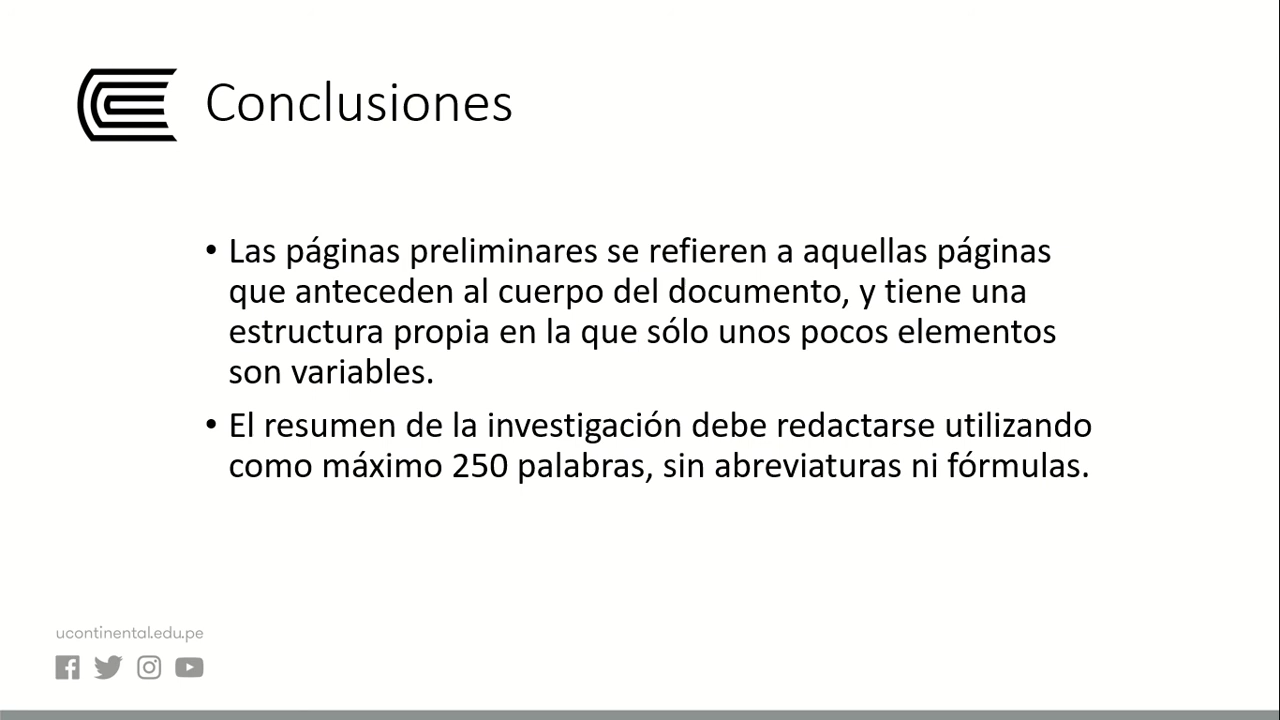 Conclusiones
• Las páginas preliminares se refieren a aquellas páginas
que anteceden al cuerpo del documento, y tiene una
estructura propia en la que sólo unos pocos elementos
son variables.
• El resumen de la investigación debe redactarse utilizando
como máximo 250 palabras, sin abreviaturas ni fórmulas.
ucontinental.edu.pe